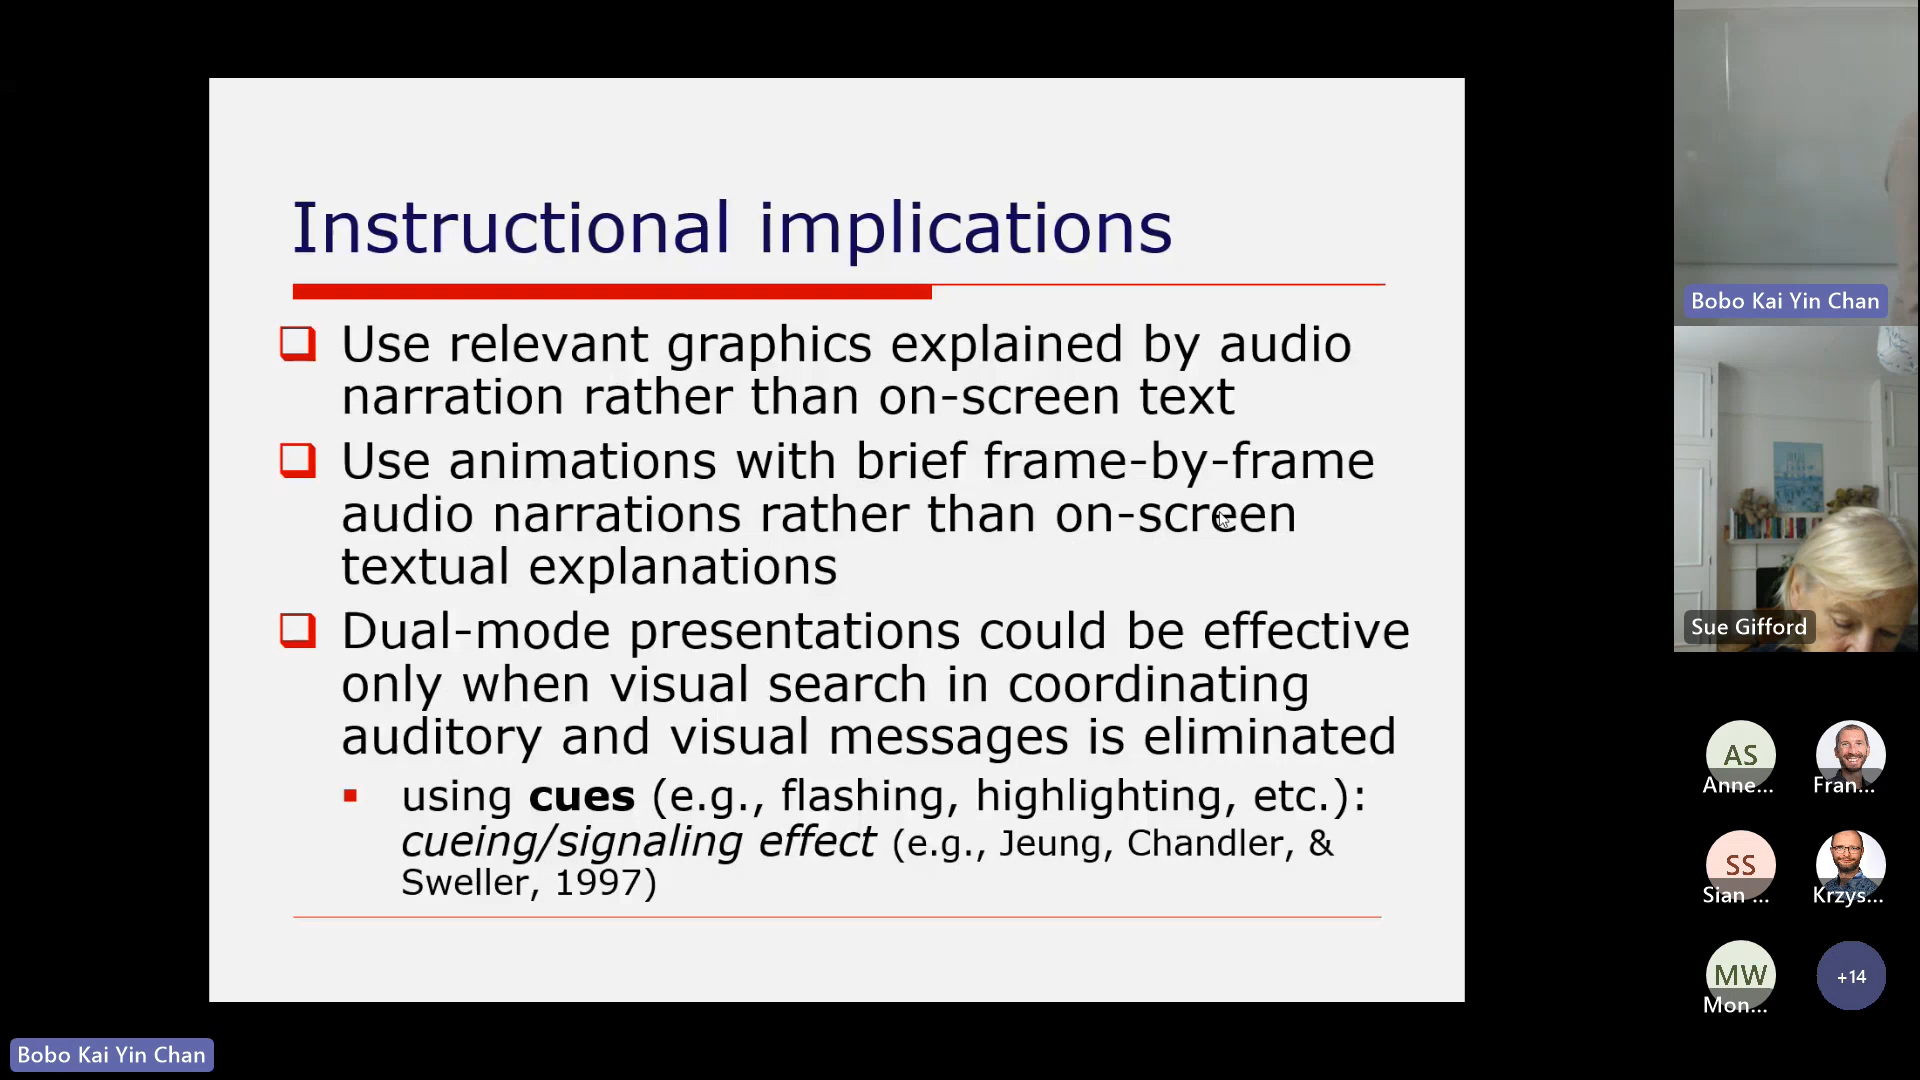 Instructional implications
Use relevant graphics explained by audio
narration rather than on-screen text
Use animations with brief frame-by-frame
audio narrations rather than on-screen
textual explanations
Dual-mode presentations could be effective
only when visual search in coordinating
auditory and visual messages is eliminated
using cues (e.g., flashing, highlighting, etc.):
cueing/signaling effect (e.g., Jeung, Chandler, &
Sweller, 1997)
Bobo Kai Yin Chan
Sue Gifford
AS
Anne...
Fran...
SS
Sian ...
Krzys...
MW
Mon...
+14
Bobo Kai Yin Chan